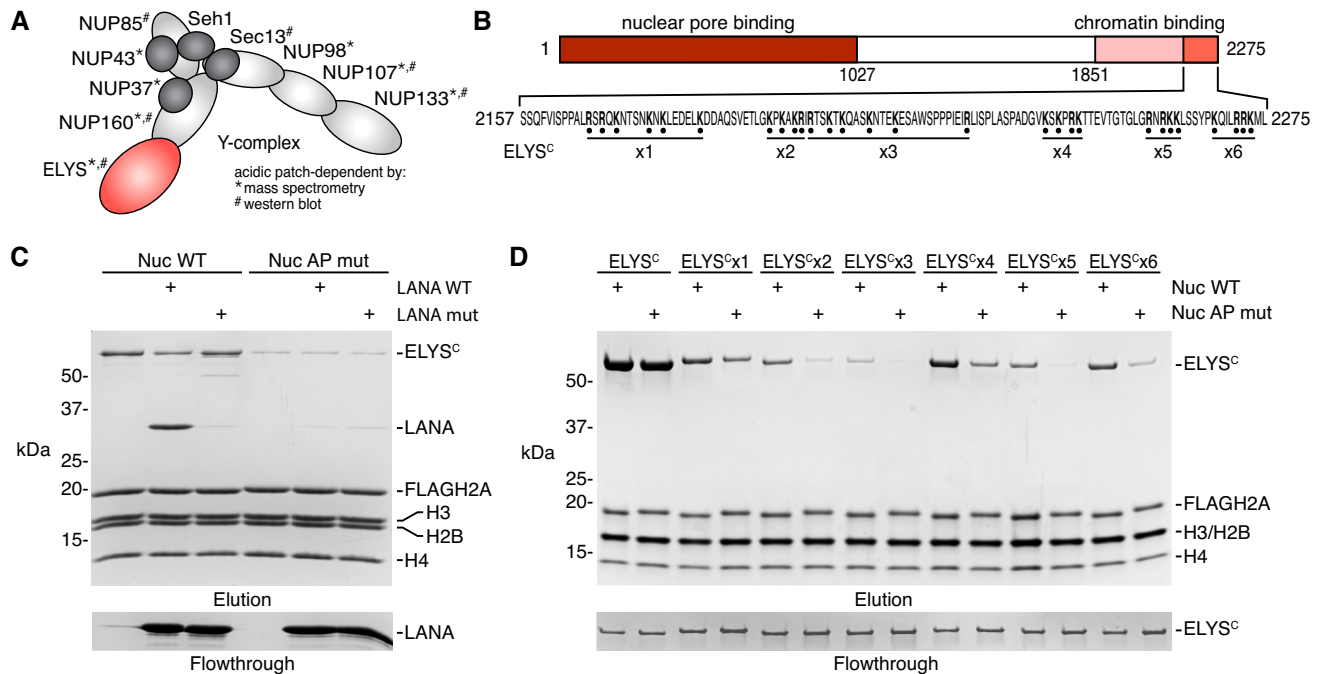 A
NUP85#
Seh1
Sec13#
NUP43*
NUP98*
NUP107*,#
NUP37*
NUP133*,#
NUP160*,#
Y-complex
ELYS*,#
acidic patch-dependent by:
* mass spectrometry
# western blot
B
nuclear pore binding
chromatin binding
1
2275
1027
1851
2157 SSQFVISPPALRSRQKNTSNKNKLEDELKDDAQSVETLGKPKAKRIRTSKTKQASKNTEKESAWSPPPIEIRLISPLASPADGVKSKPRKTTEVTGTGLGRNRKKLSSYPKQILRRKML 2275
ELYSC
x1
x2
x3
x4
x5
x6
C
Nuc WT
Nuc AP mut
+ + LANA WT
+ + LANA mut
-ELYSC
50-
37-
-LANA
kDa
25-
20-
-FLAGH2A
H3
H2B
15-
-H4
Elution
-LANA
Flowthrough
D
ELYSC ELYSCx1 ELYSCx2 ELYSCx3 ELYSCx4 ELYSCx5 ELYSCx6
+ + + + + + + Nuc WT
+ + + + + + + Nuc AP mut
-ELYSC
50-
37-
kDa
25-
20-
-FLAGH2A
-H3/H2B
15-
-H4
Elution
-ELYSC
Flowthrough